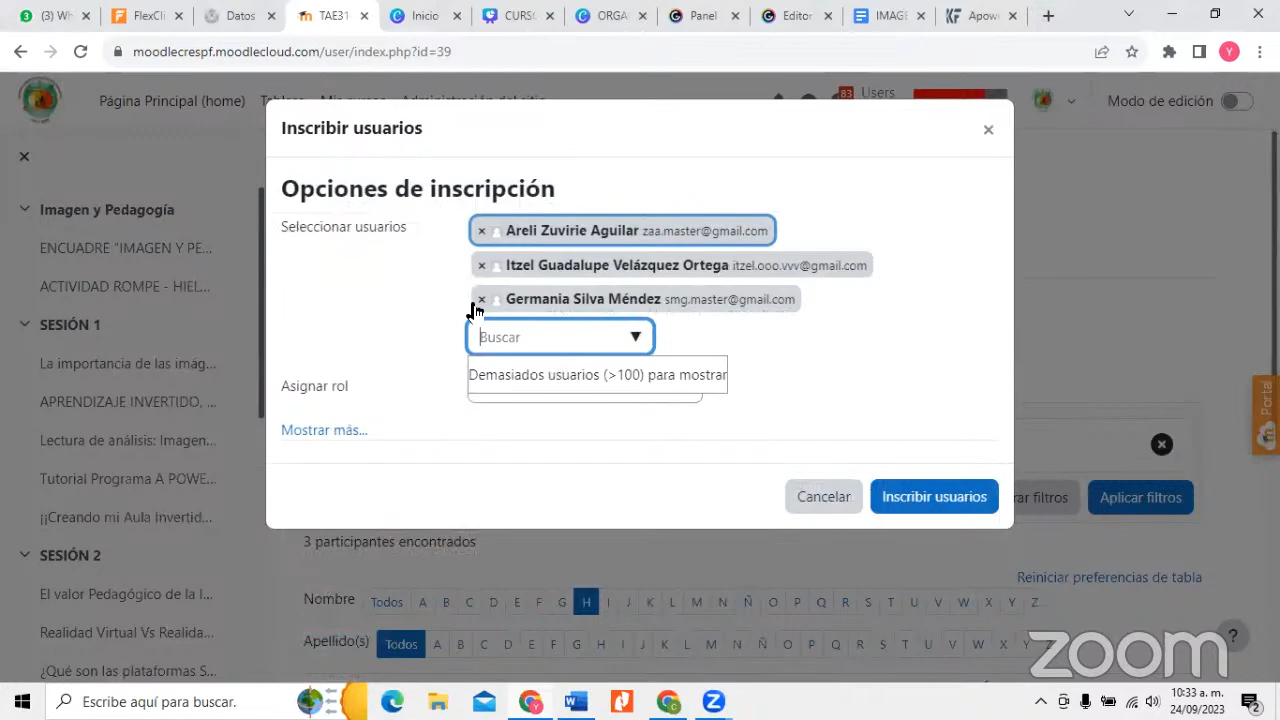 (3) Wh
FlexCli
Datos
TAE31
Inicio
CURSO
ORGA
Panel
Editor
IMAGE
Apowe
moodlecrespf.moodlecloud.com/user/index.php?id=39
Y
Página Principal (home)
83
Users
Modo de edición
Inscribir usuarios
Opciones de inscripción
Seleccionar usuarios
× Areli Zuvirie Aguilar zaa.master@gmail.com
× Itzel Guadalupe Velázquez Ortega itzel.ooo.vvv@gmail.com
× Germania Silva Méndez smg.master@gmail.com
Buscar
Demasiados usuarios (>100) para mostrar
Asignar rol
Mostrar más...
Cancelar
Inscribir usuarios
Imagen y Pedagogía
ENCUADRE "IMAGEN Y PE...
ACTIVIDAD ROMPE - HIEL...
SESIÓN 1
La importancia de las imág...
APRENDIZAJE INVERTIDO, ...
Lectura de análisis: Imagen...
Tutorial Programa A POWE...
¡¡Creando mi Aula Invertid...
SESIÓN 2
El valor Pedagógico de la I...
Realidad Virtual Vs Realida...
¿Qué son las plataformas S...
Portal
rar filtros
Aplicar filtros
3 participantes encontrados
Reiniciar preferencias de tabla
Nombre Todos A B C D E F G H I J K L M N Ñ O P Q R S T U V W X Y Z
Apellido(s) Todos A B C D E F G H I J K L M N Ñ O P Q R S T U V W X Y Z
?
zoom
Escribe aquí para buscar.
10:33 a. m.
24/09/2023
2